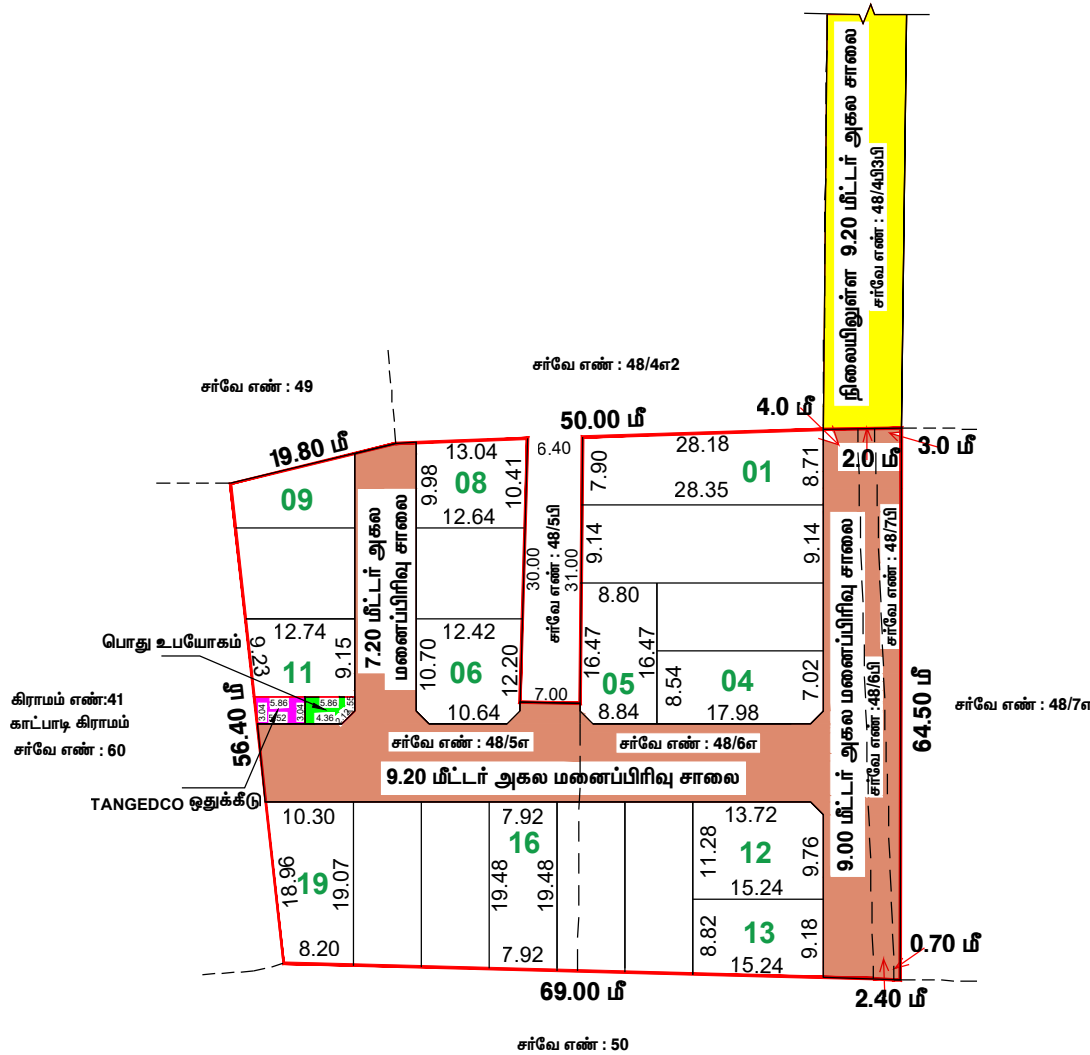 நிலையிலுள்ள 9.20 மீட்டர் அகல சாலை
சர்வே எண் : 48/4பி3பி
சர்வே எண் : 48/4எ2
சர்வே எண் : 49
4.0 மீ
50.00 மீ
3.0 மீ
2.0 மீ
19.80 மீ
13.04
6.40
28.18
09
9.98
08
10.41
7.90
01
8.71
28.35
12.64
7.20 மீட்டர் அகல
மனைப்பிரிவு சாலை
30.00
சர்வே எண் : 48/5பி
31.00
9.14
9.14
9.00 மீட்டர் அகல மனைப்பிரிவு சாலை
சர்வே எண் :48/6பி
சர்வே எண் : 48/7பி
8.80
பொது உபயோகம்
12.74
12.42
9.23
9.15
11
10.70
06
12.20
16.47
16.47
05
8.54
04
7.02
7.00
10.64
8.84
17.98
5.86
5.86
3.04
3.04
4.36
கிராமம் எண்:41
காட்பாடி கிராமம்
சர்வே எண் : 60
56.40 மீ
64.50 மீ
சர்வே எண் : 48/7எ
சர்வே எண் : 48/5எ
சர்வே எண் : 48/6எ
9.20 மீட்டர் அகல மனைப்பிரிவு சாலை
TANGEDCO ஒதுக்கீடு
10.30
7.92
13.72
18.96
19
19.07
16
19.48
19.48
11.28
12
9.76
15.24
8.82
13
9.18
8.20
7.92
15.24
0.70 மீ
69.00 மீ
2.40 மீ
சர்வே எண் : 50